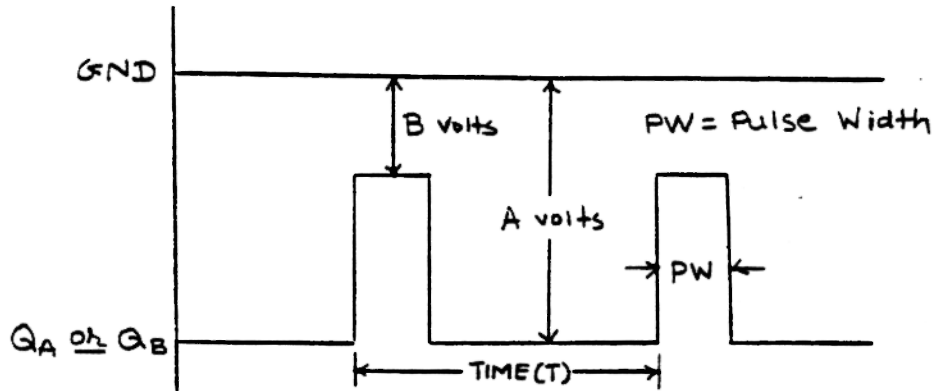 GND
B volts
PW = Pulse Width
A volts
PW
QA or QB
TIME(T)